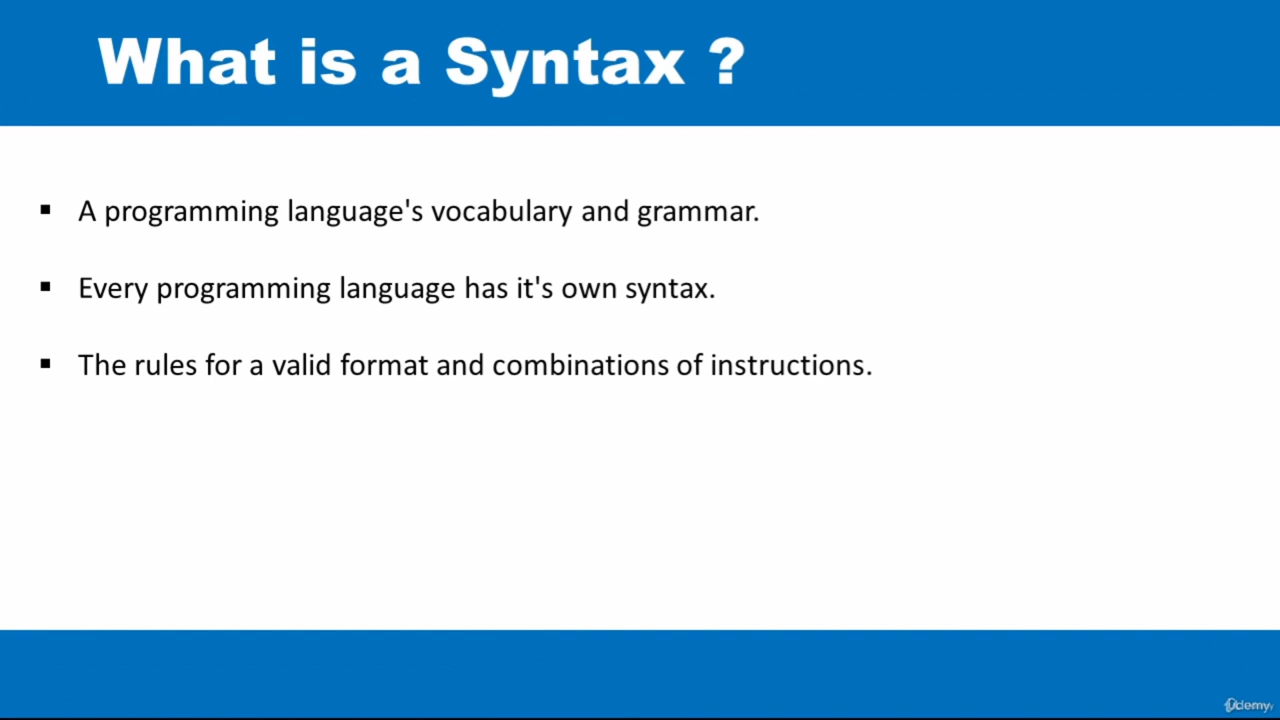 What is a Syntax ?
▪ A programming language's vocabulary and grammar.
▪ Every programming language has it's own syntax.
▪ The rules for a valid format and combinations of instructions.
Udemy